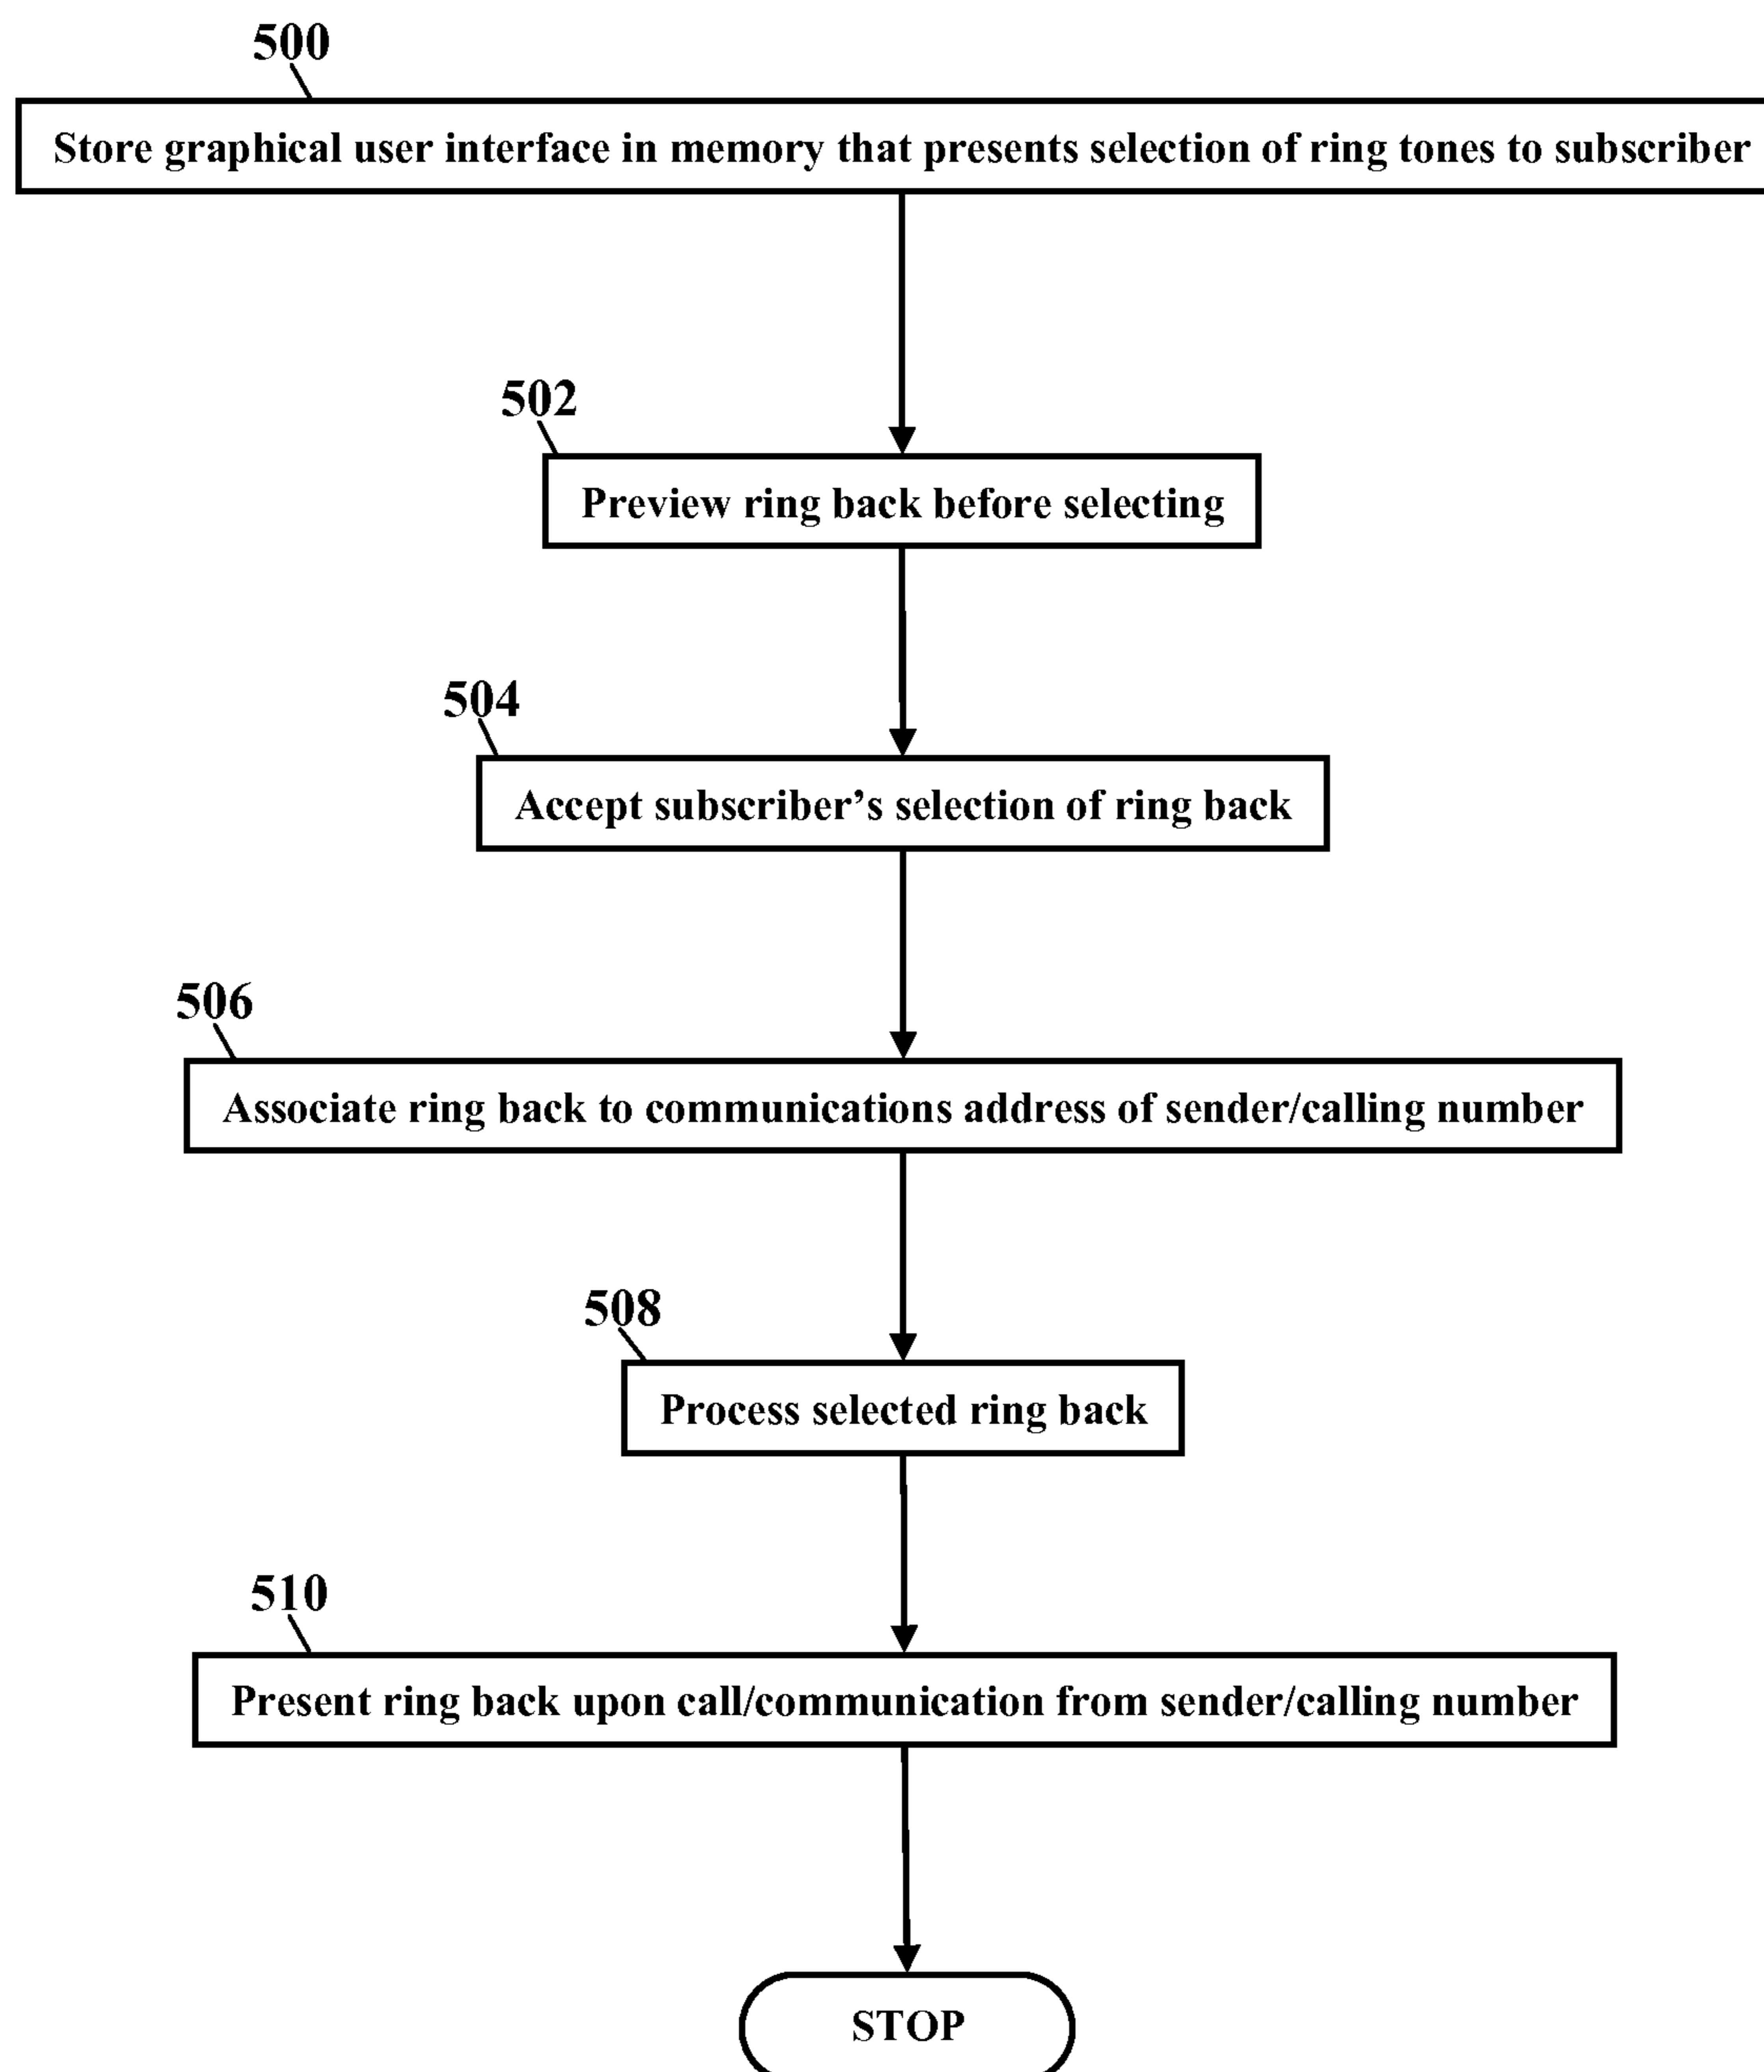 500
Store graphical user interface in memory that presents selection of ring tones to subscriber
502
Preview ring back before selecting
504
Accept subscriber’s selection of ring back
506
Associate ring back to communications address of sender/calling number
508
Process selected ring back
510
Present ring back upon call/communication from sender/calling number
STOP